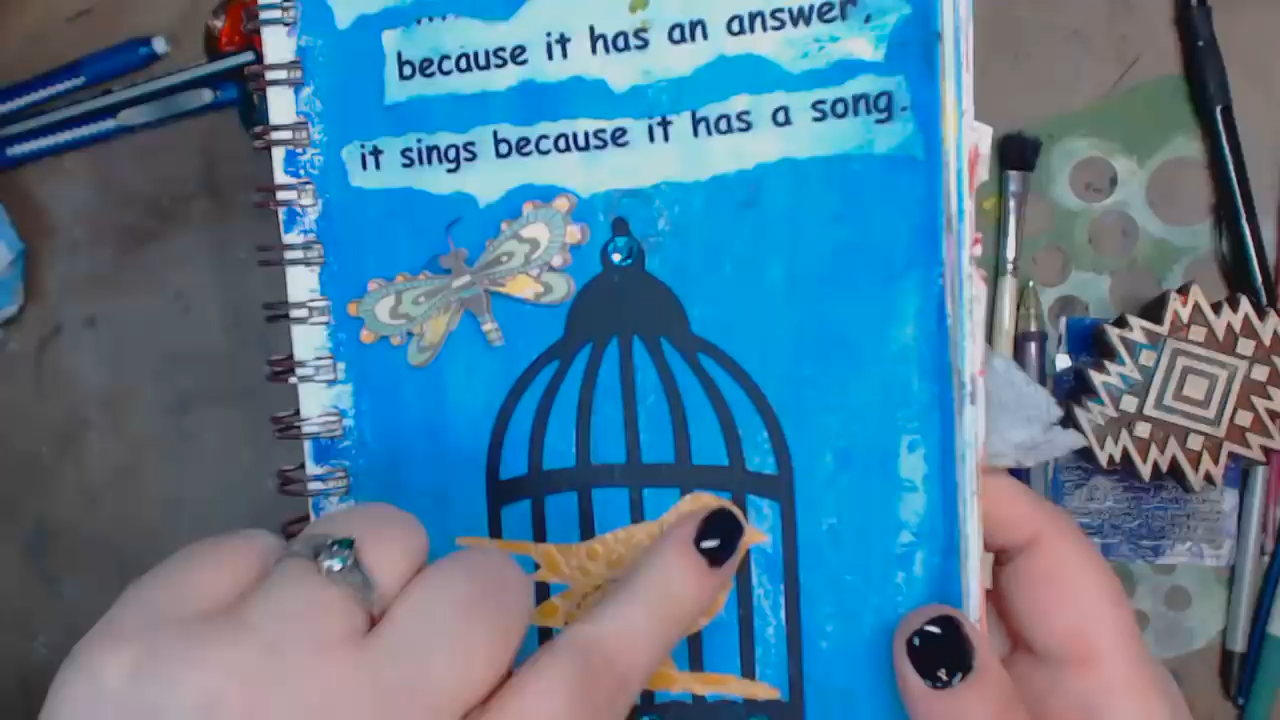 because it has an answer,
it sings because it has a song.